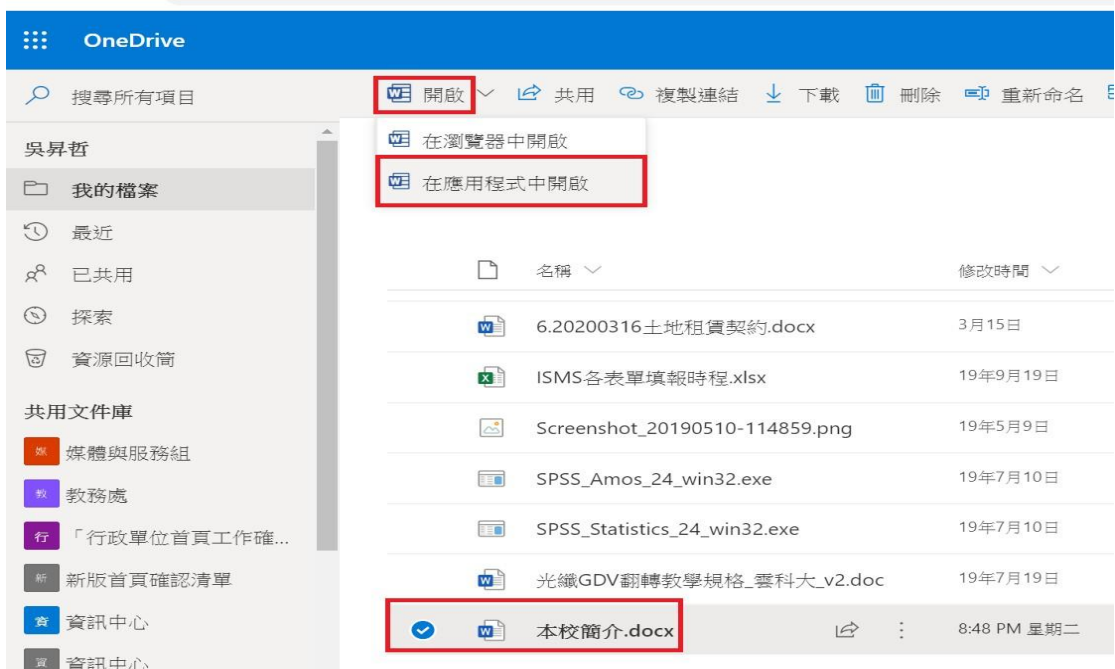 OneDrive
搜尋所有項目
開啟 共用 複製連結 下載 刪除 重新命名
在瀏覽器中開啟
在應用程式中開啟
吳昇哲
我的檔案
最近
已共用
探索
資源回收筒
共用文件庫
媒 媒體與服務組
教 教務處
行 「行政單位首頁工作確...
新 新版首頁確認清單
資 資訊中心
資 資訊中心
名稱 修改時間
6.20200316土地租賃契約.docx 3月15日
ISMS各表單填報時程.xlsx 19年9月19日
Screenshot_20190510-114859.png 19年5月9日
SPSS_Amos_24_win32.exe 19年7月10日
SPSS_Statistics_24_win32.exe 19年7月10日
光纖GDV翻轉教學規格_雲科大_v2.doc 19年7月19日
本校簡介.docx 8:48 PM 星期二